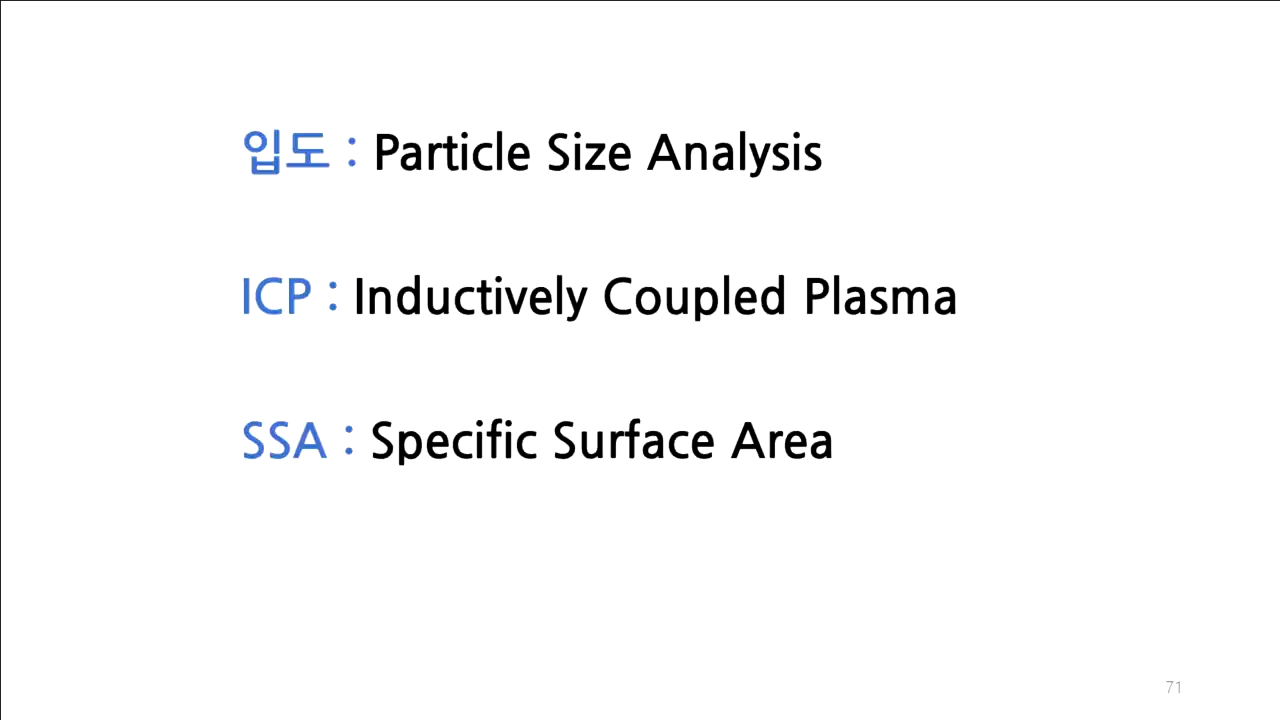 입도 : Particle Size Analysis
ICP : Inductively Coupled Plasma
SSA : Specific Surface Area
71